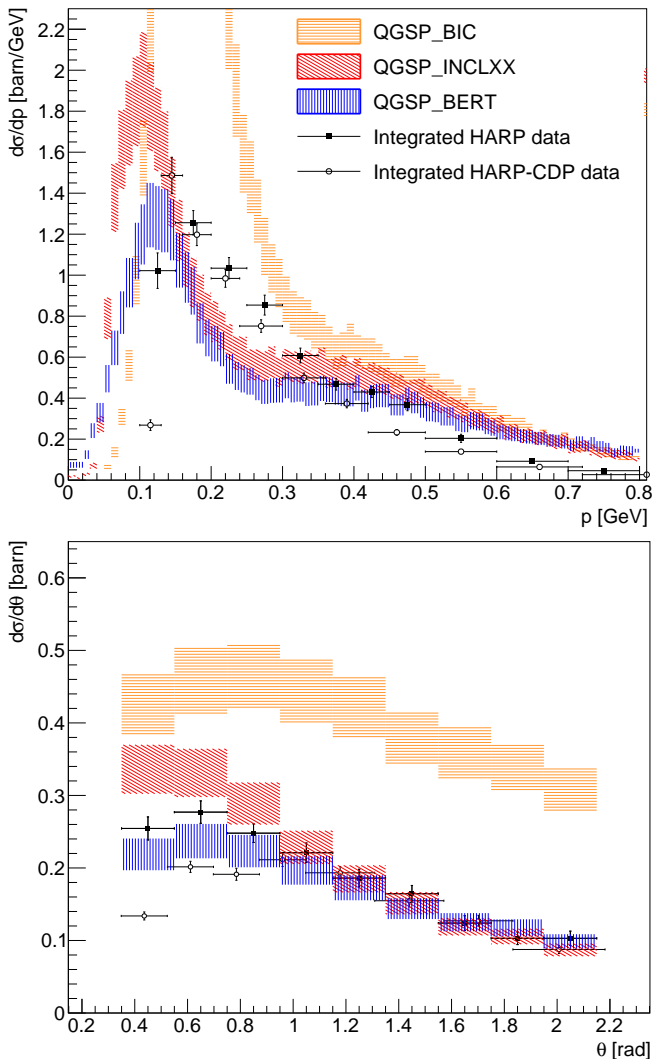 dσ/dp [barn/GeV]
2.2
2
1.8
1.6
1.4
1.2
1
0.8
0.6
0.4
0.2
0
QGSP_BIC
QGSP_INCLXX
QGSP_BERT
Integrated HARP data
Integrated HARP-CDP data
0 0.1 0.2 0.3 0.4 0.5 0.6 0.7 0.8
p [GeV]
dσ/dθ [barn]
0.6
0.5
0.4
0.3
0.2
0.1
0
0.2 0.4 0.6 0.8 1 1.2 1.4 1.6 1.8 2 2.2
θ [rad]